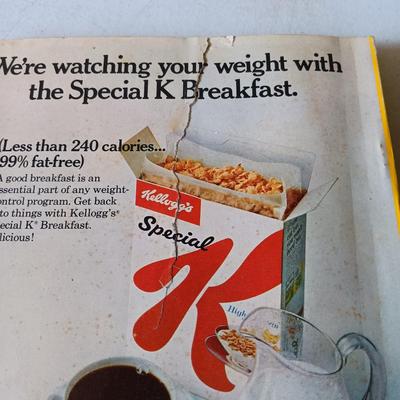 We're watching your weight with
the Special K Breakfast.
(Less than 240 calories...
99% fat-free)
A good breakfast is an
essential part of any weight-
control program. Get back
to things with Kellogg's®
Special K® Breakfast.
Kellogg's
Special
K
High